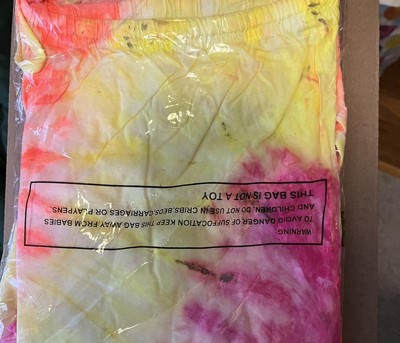 WARNING:
TO AVOID DANGER OF SUFFOCATION KEEP THIS BAG AWAY FROM BABIES
AND CHILDREN. DO NOT USE IN CRIBS.BEDS.CARRIAGES OR PLAYPENS.
THIS BAG IS NOT A TOY